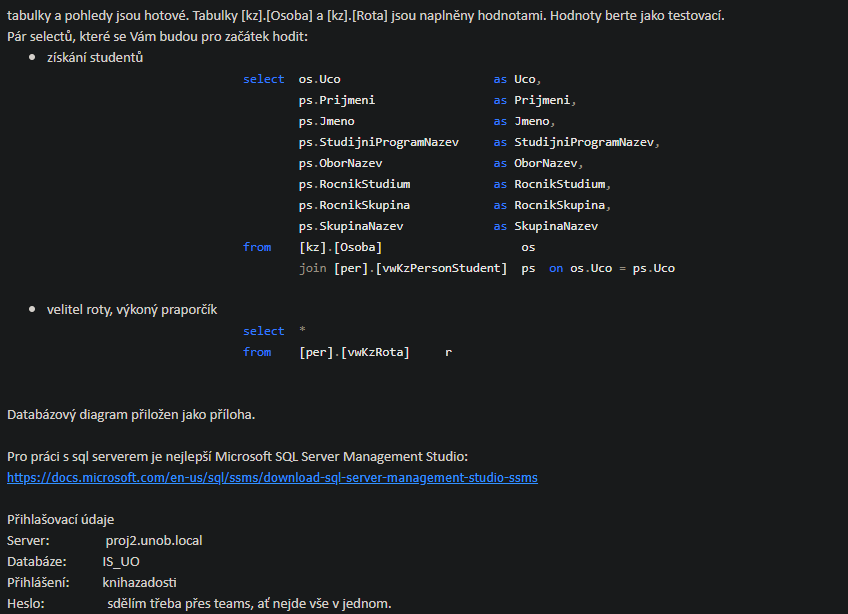 tabulky a pohledy jsou hotové. Tabulky [kz].[Osoba] a [kz].[Rota] jsou naplněny hodnotami. Hodnoty berte jako testovací.
Pár selectů, které se Vám budou pro začátek hodit:
• získání studentů
select os.Uco as Uco,
ps.Prijmeni as Prijmeni,
ps.Jmeno as Jmeno,
ps.StudijniProgramNazev as StudijniProgramNazev,
ps.OborNazev as OborNazev,
ps.RocnikStudium as RocnikStudium,
ps.RocnikSkupina as RocnikSkupina,
ps.SkupinaNazev as SkupinaNazev
from [kz].[Osoba] os
join [per].[vwKzPersonStudent] ps on os.Uco = ps.Uco
• velitel roty, výkoný praporčík
select *
from [per].[vwKzRota] r
Databázový diagram přiložen jako příloha.
Pro práci s sql serverem je nejlepší Microsoft SQL Server Management Studio:
https://docs.microsoft.com/en-us/sql/ssms/download-sql-server-management-studio-ssms
Přihlašovací údaje
Server: proj2.unob.local
Databáze: IS_UO
Přihlášení: knihazadosti
Heslo: sdělím třeba přes teams, ať nejde vše v jednom.